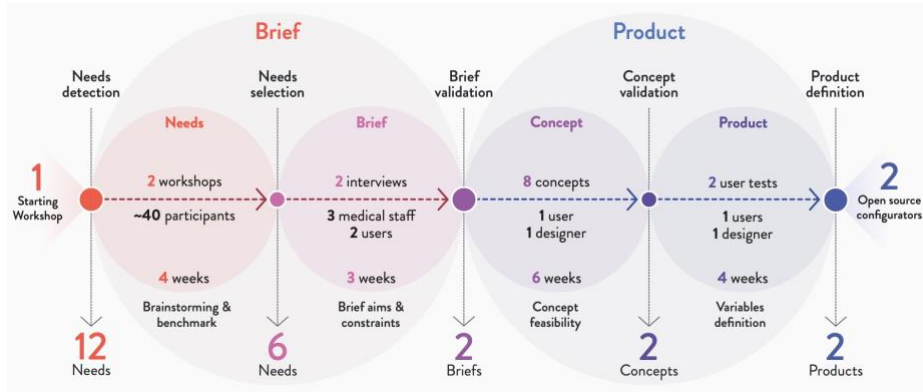 Brief
Product
Needs
detection
Needs
selection
Brief
validation
Concept
validation
Product
definition
Needs
Brief
Concept
Product
1
Starting
Workshop
2 workshops
~40 participants
2 interviews
3 medical staff
2 users
8 concepts
1 user
1 designer
2 user tests
1 users
1 designer
2
Open source
configurators
4 weeks
3 weeks
6 weeks
4 weeks
Brainstorming &
benchmark
Brief aims &
constraints
Concept
feasibility
Variables
definition
12
Needs
6
Needs
2
Briefs
2
Concepts
2
Products